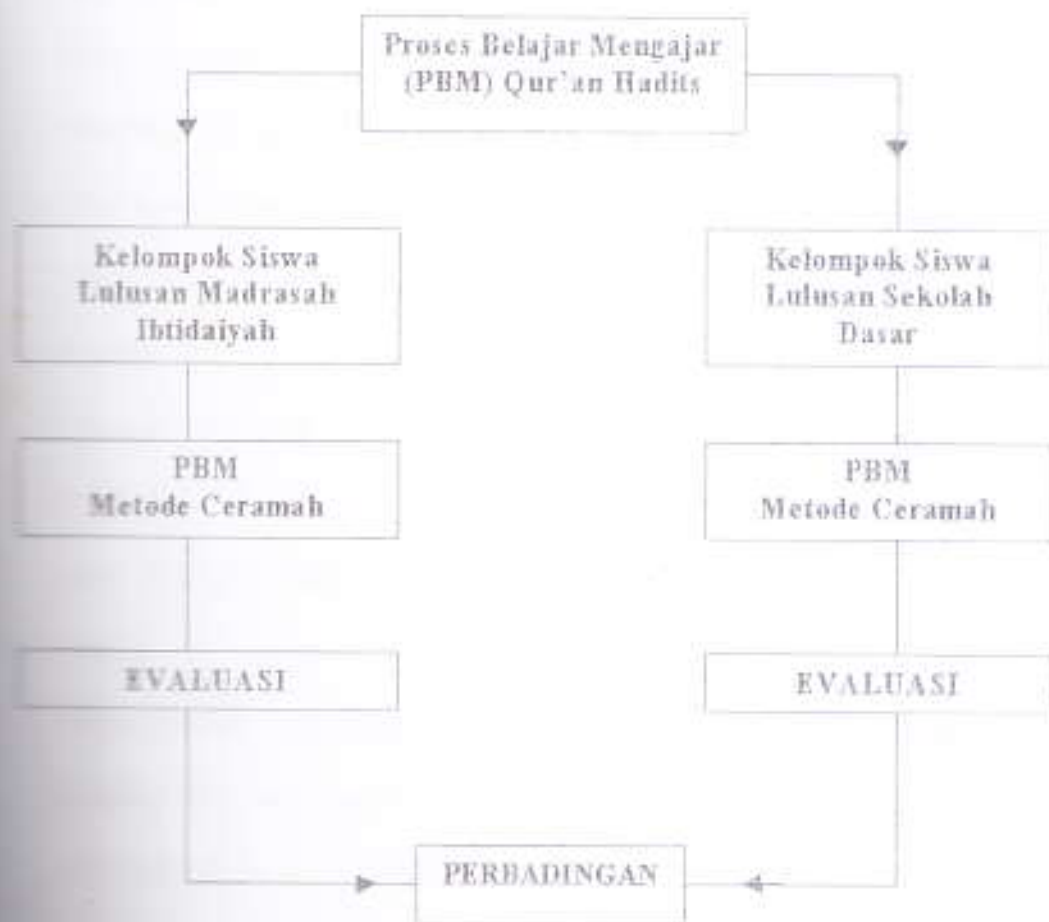 Proses Belajar Mengajar
(PBM) Qur'an Hadits
Kelompok Siswa
Lulusan Madrasah
Ibtidaiyah
Kelompok Siswa
Lulusan Sekolah
Dasar
PBM
Metode Ceramah
PBM
Metode Ceramah
EVALUASI
EVALUASI
PERBADINGAN